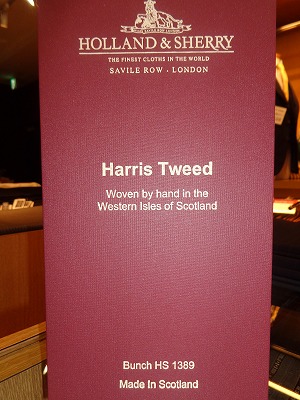 HOLLAND & SHERRY
THE FINEST CLOTHS IN THE WORLD
SAVILE ROW · LONDON
Harris Tweed
Woven by hand in the
Western Isles of Scotland
Bunch HS 1389
Made In Scotland